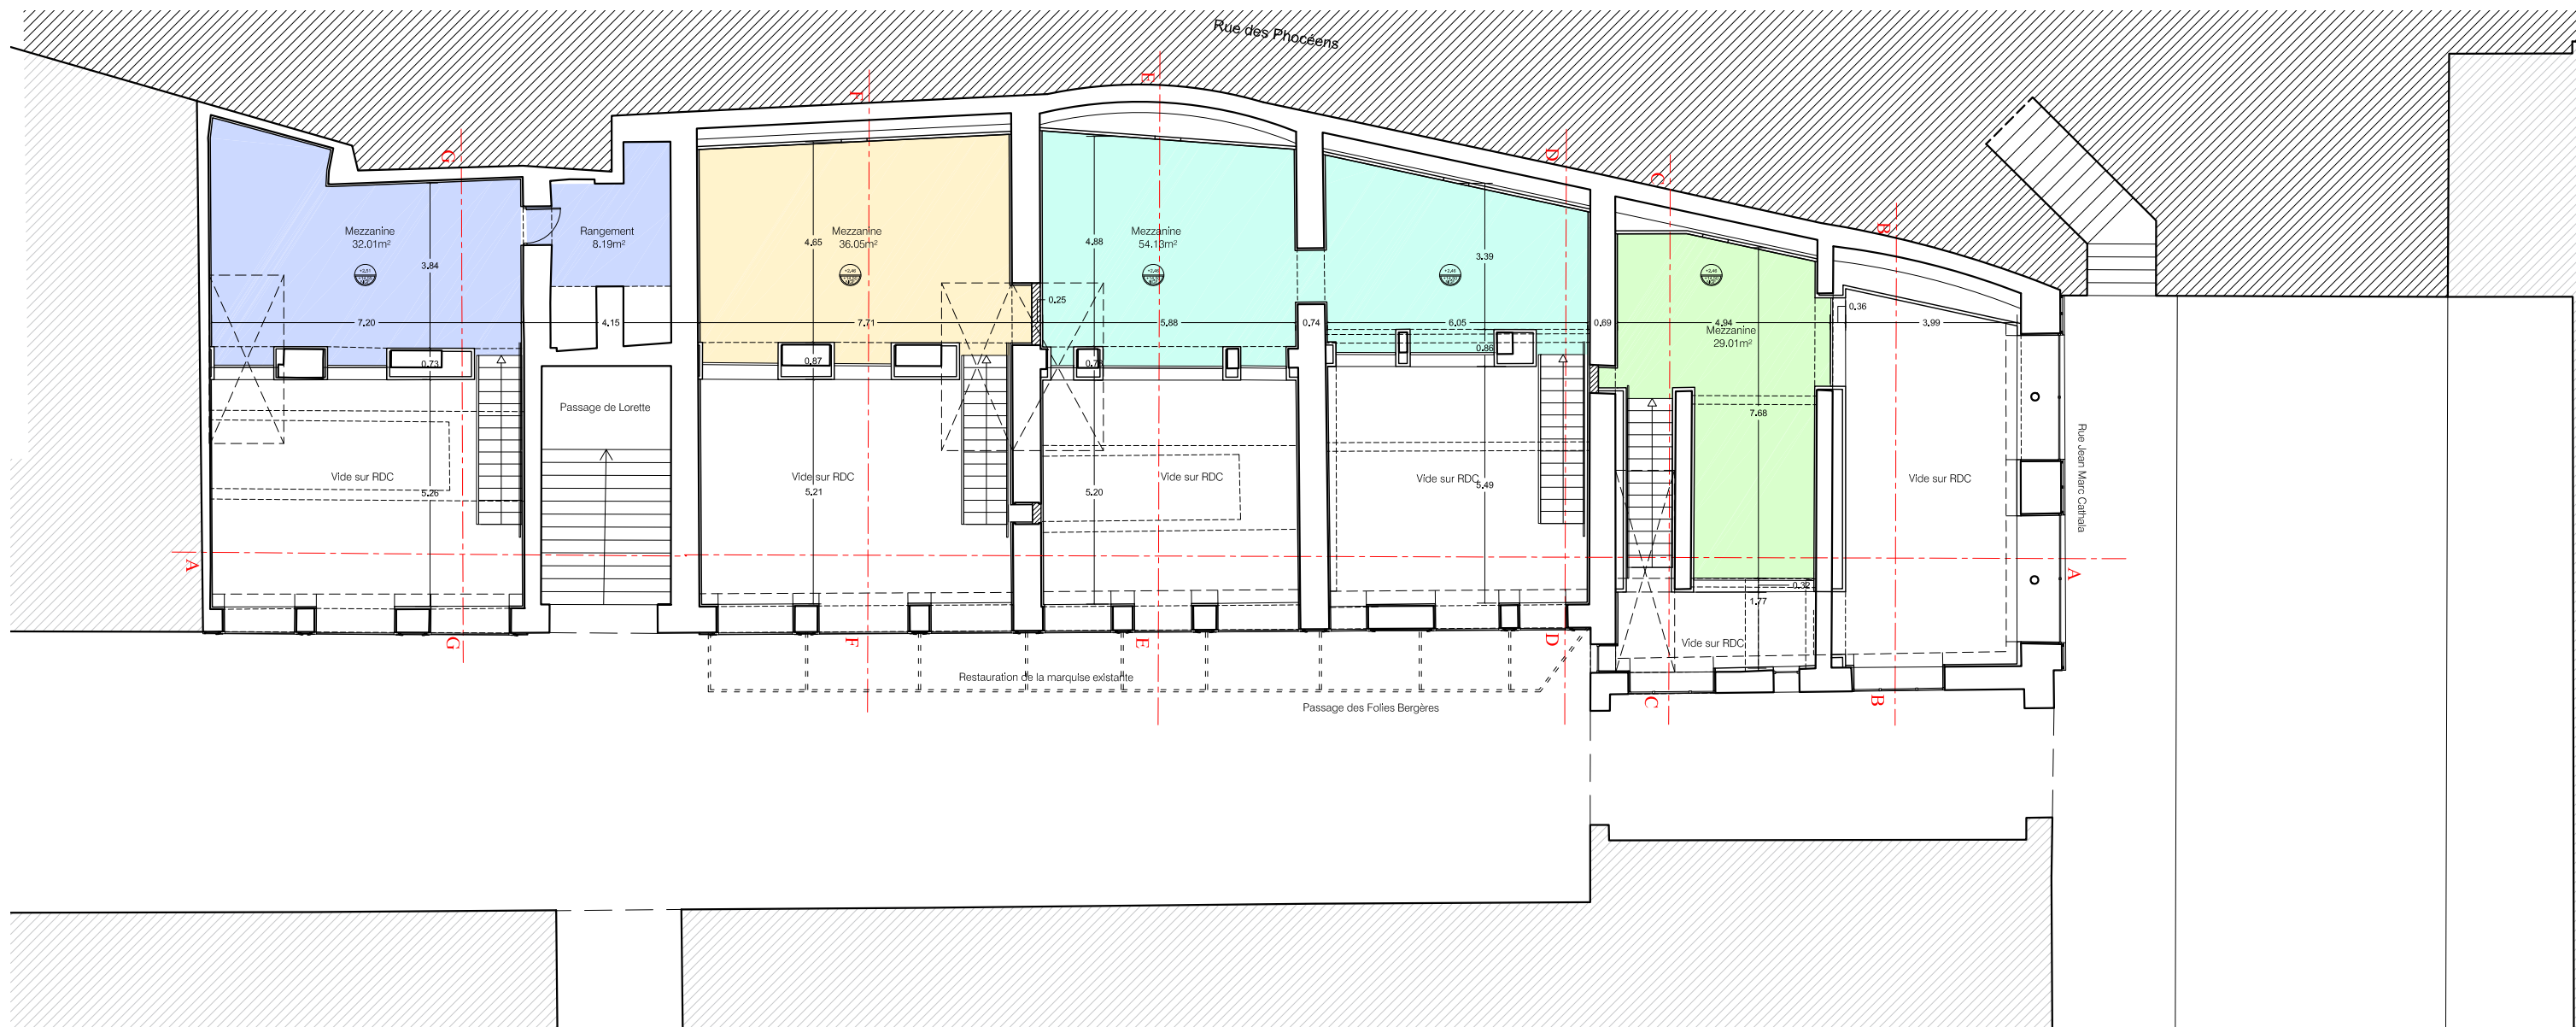 Rue des Phocéens
F
E
G
D
C
B
Mezzanine
32.01m²
Rangement
8.19m²
Mezzanine
36.05m²
Mezzanine
54.13m²
4.65
4.88
3.39
3.84
0.25
0.36
7.20
4.15
7.71
5.88
0.74
6.05
0.69
4.94
3.99
Mezzanine
29.01m²
0.73
0.87
0.86
Passage de Lorette
7.68
Vide sur RDC
5.26
Vide sur RDC
5.21
Vide sur RDC
5.20
Vide sur RDC
5.49
Vide sur RDC
Rue Jean Marc Cathala
A
A
0.32
1.77
Vide sur RDC
G
F
E
D
C
B
Restauration de la marquise existante
Passage des Folies Bergères